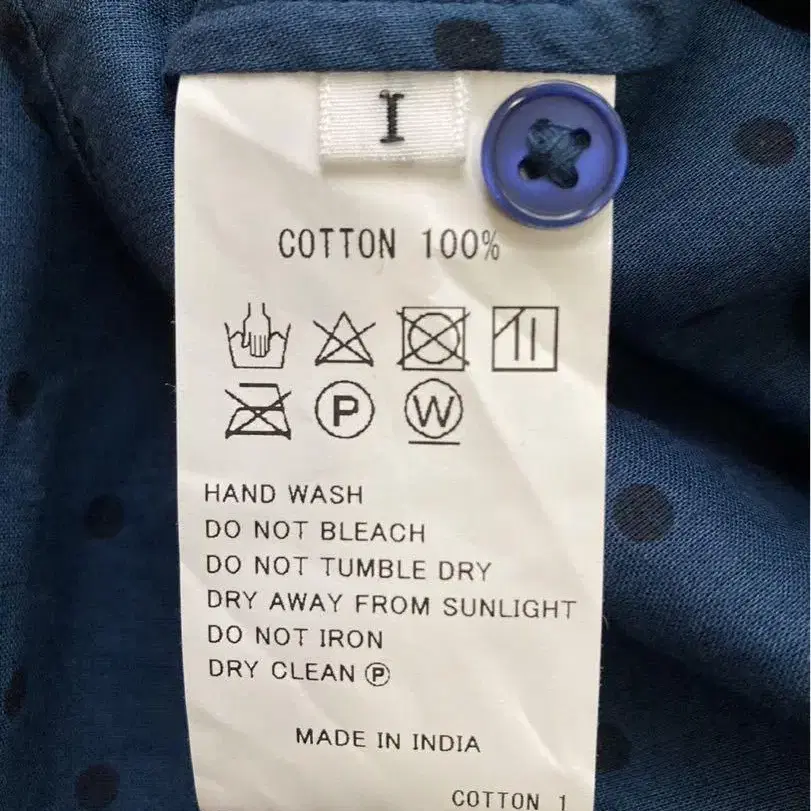 I
COTTON 100%
P W
HAND WASH
DO NOT BLEACH
DO NOT TUMBLE DRY
DRY AWAY FROM SUNLIGHT
DO NOT IRON
DRY CLEAN Ⓟ
MADE IN INDIA
COTTON 1